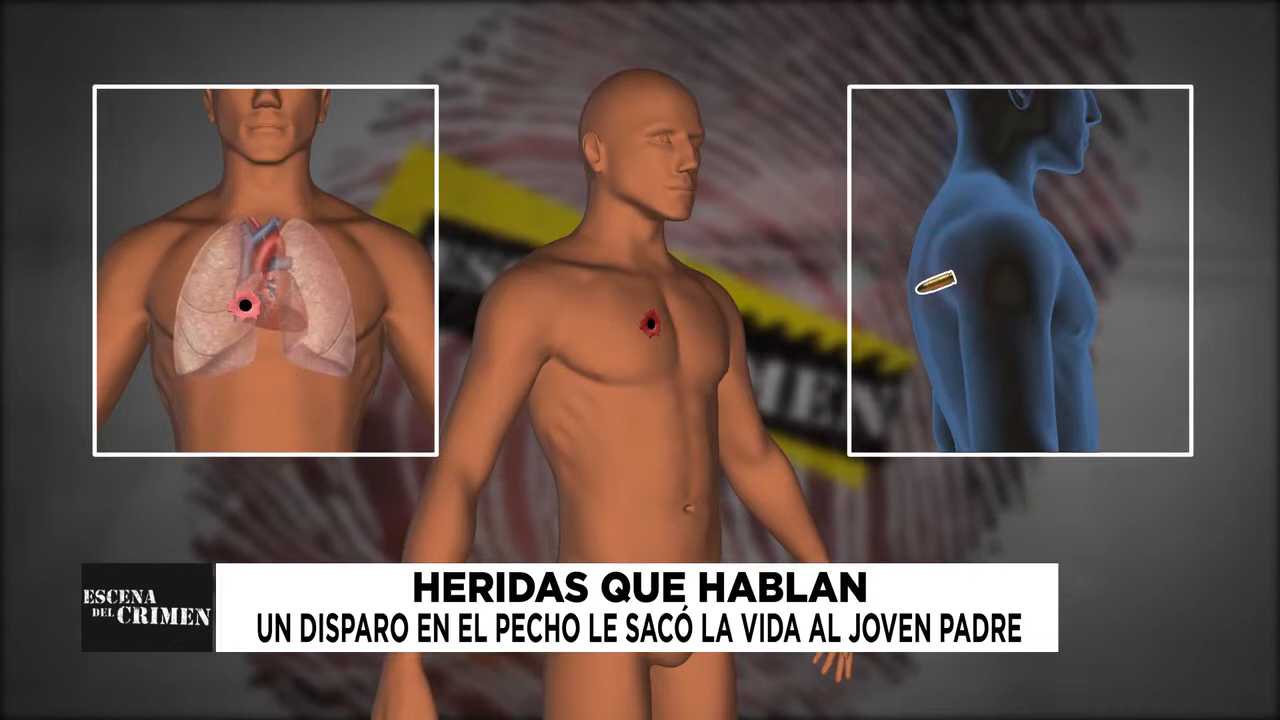 ESCENA
DEL CRIMEN
HERIDAS QUE HABLAN
UN DISPARO EN EL PECHO LE SACÓ LA VIDA AL JOVEN PADRE